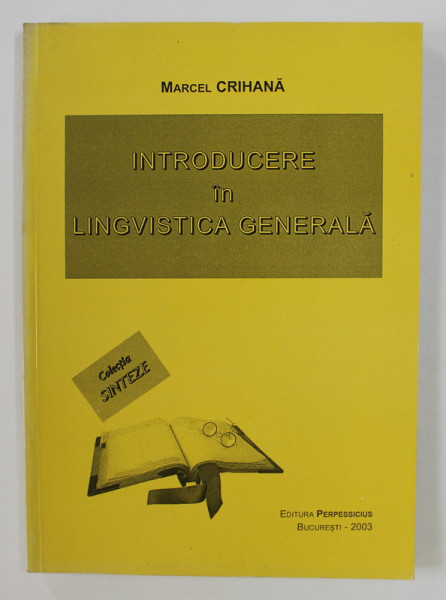 MARCEL CRIHANĂ
INTRODUCERE
în
LINGVISTICA GENERALĂ
Colecția
SINTEZE
EDITURA PERPESSICIUS
BUCUREȘTI - 2003